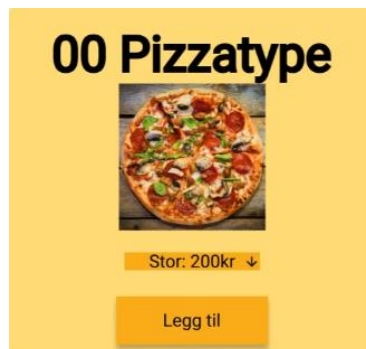 00 Pizzatype
Stor: 200kr ↓
Legg til